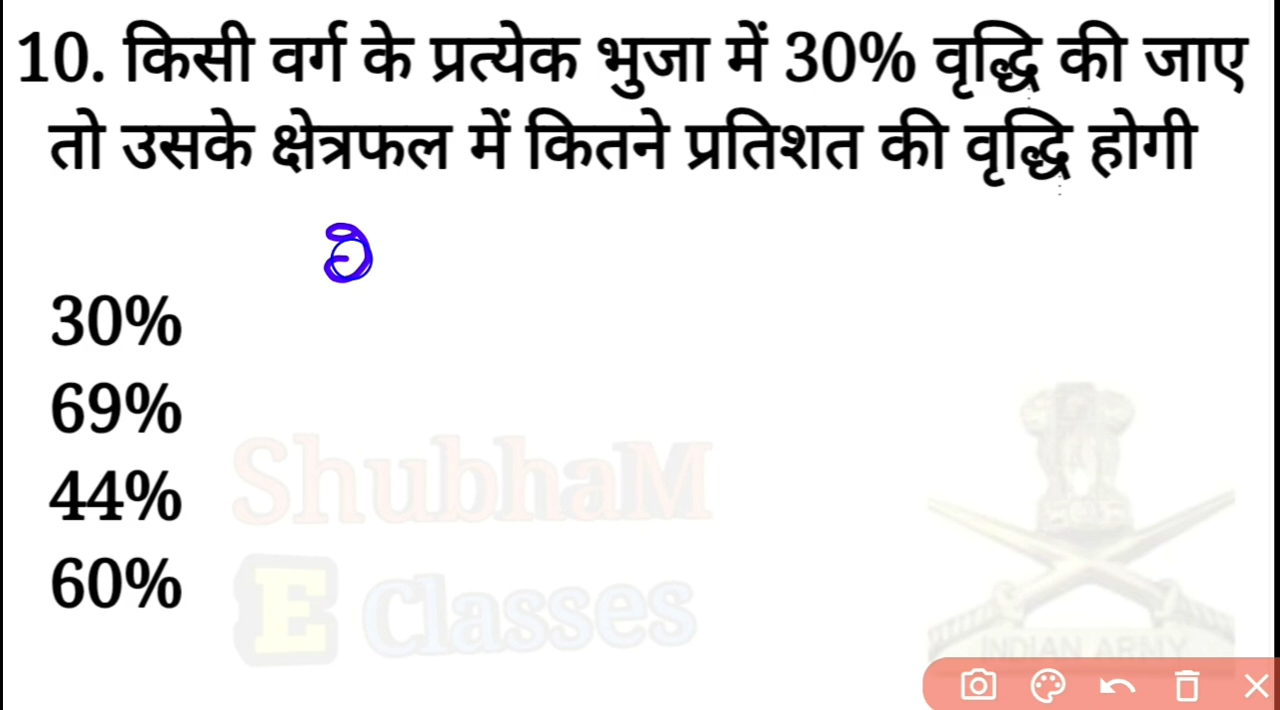 10. किसी वर्ग के प्रत्येक भुजा में 30% वृद्धि की जाए
तो उसके क्षेत्रफल में कितने प्रतिशत की वृद्धि होगी
30%
69%
44%
60%
ShubhaM
E Classes
INDIAN ARMY